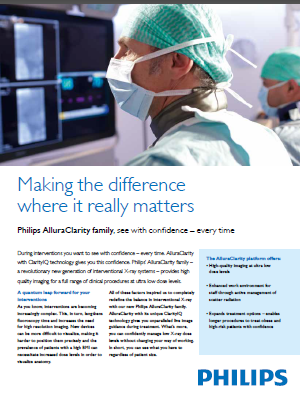 Making the difference
where it really matters
Philips AlluraClarity family, see with confidence – every time
During interventions you want to see with confidence – every time. AlluraClarity
with ClarityIQ technology gives you this confidence. Philips' AlluraClarity family –
a revolutionary new generation of interventional X-ray systems – provides high
quality imaging for a full range of clinical procedures at ultra low dose levels.
A quantum leap forward for your
interventions
As you know, interventions are becoming
increasingly complex. This, in turn, lengthens
fluoroscopy time and increases the need
for high resolution imaging. New devices
can be more difficult to visualize, making it
harder to position them precisely and the
prevalence of patients with a high BMI can
necessitate increased dose levels in order to
visualize anatomy.
All of these factors inspired us to completely
redefine the balance in interventional X-ray
with our new Philips AlluraClarity family.
AlluraClarity with its unique ClarityIQ
technology gives you unparalleled live image
guidance during treatment. What's more,
you can confidently manage low X-ray dose
levels without changing your way of working.
In short, you can see what you have to
regardless of patient size.
The AlluraClarity platform offers:
• High quality imaging at ultra low
dose levels
• Enhanced work environment for
staff through active management of
scatter radiation
• Expands treatment options – enables
longer procedures to treat obese and
high-risk patients with confidence
PHILIPS